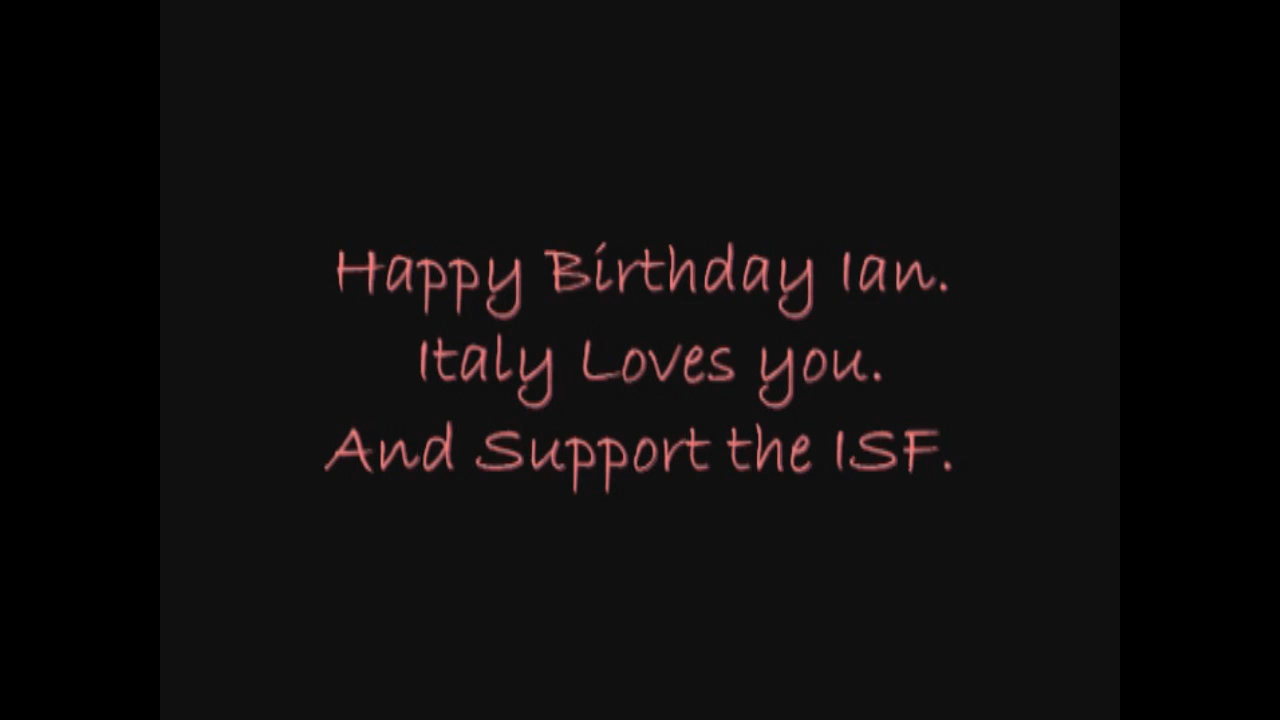 Happy Birthday Ian.
Italy Loves you.
And Support the ISF.